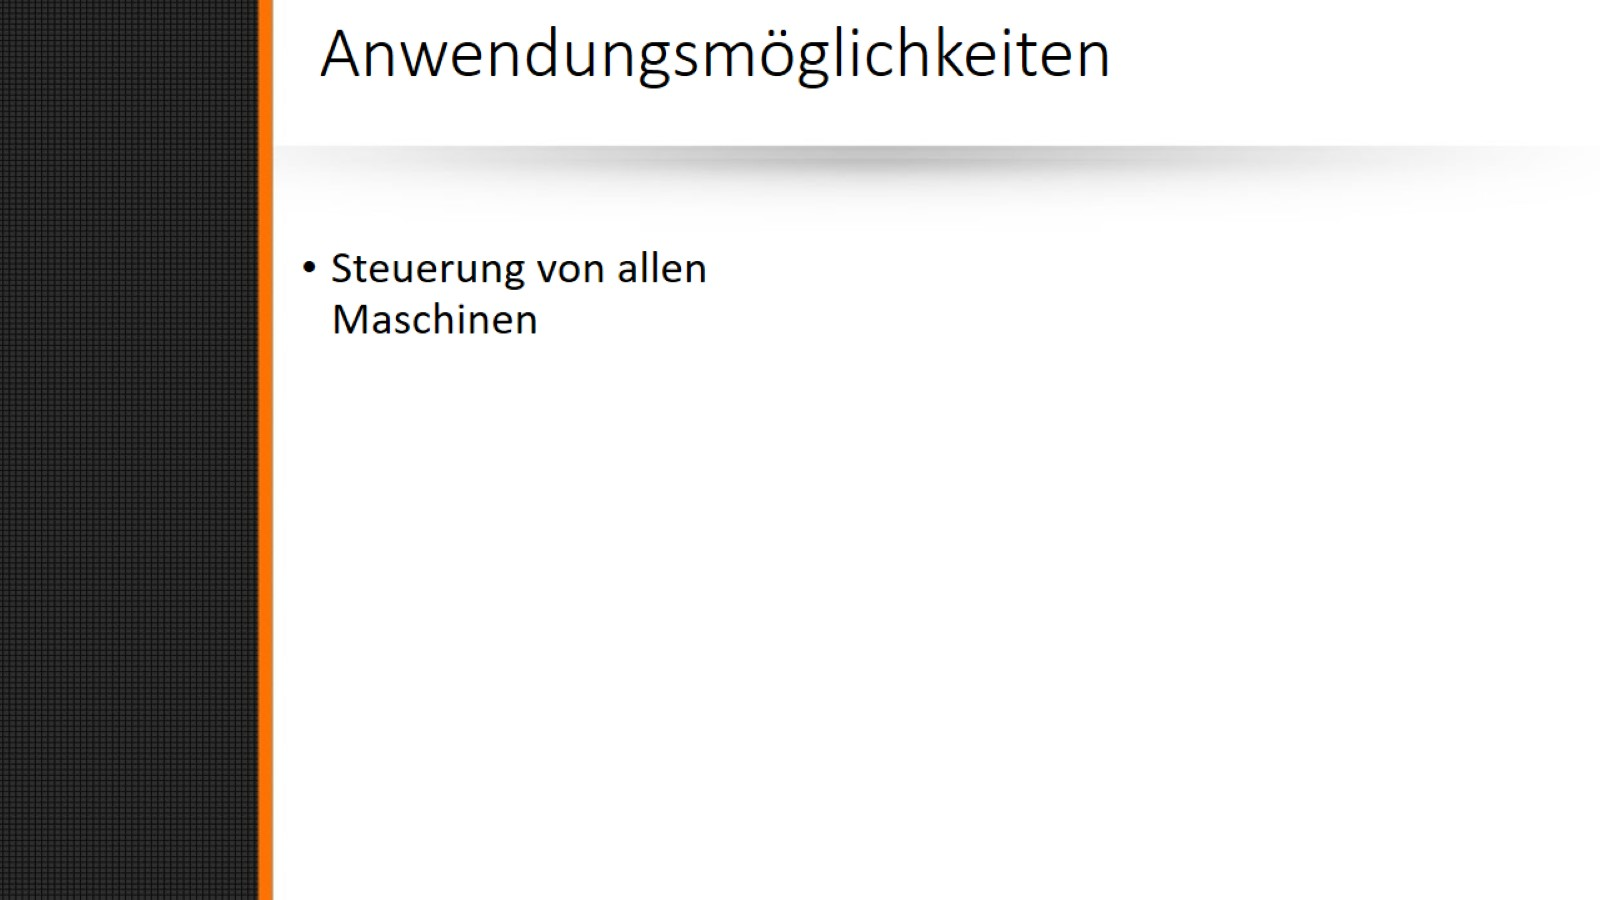 Anwendungsmöglichkeiten
• Steuerung von allen
Maschinen